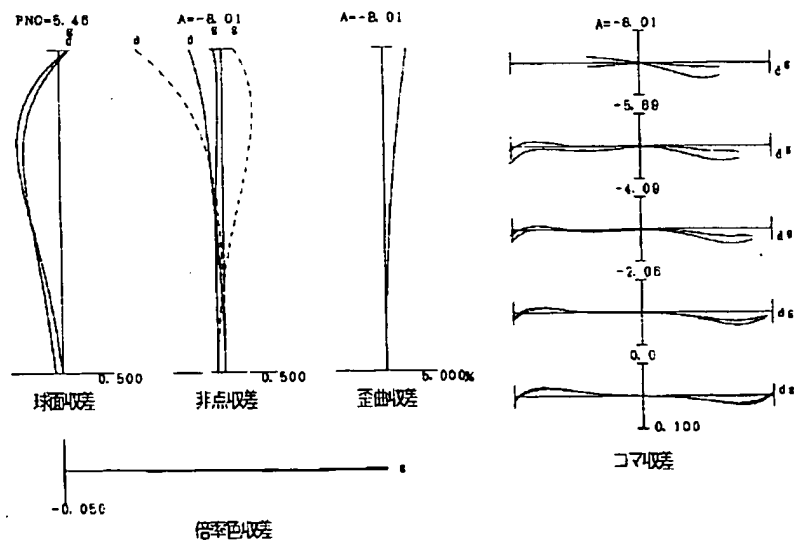 FNO=5.46
g
d
0.500
球面収差
A=-8.01
g g
d d
0.500
非点収差
A=-8.01
5.000%
歪曲収差
A=-8.01
d g
-5.89
d g
-4.09
d g
-2.06
d g
0.0
d g
0.100
コマ収差
g
-0.050
倍率色収差